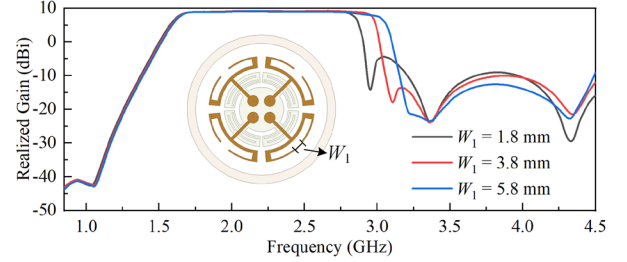 20
10
0
-10
-20
-30
-40
-50
Realized Gain (dBi)
W1
W1 = 1.8 mm
W1 = 3.8 mm
W1 = 5.8 mm
1.0 1.5 2.0 2.5 3.0 3.5 4.0 4.5
Frequency (GHz)